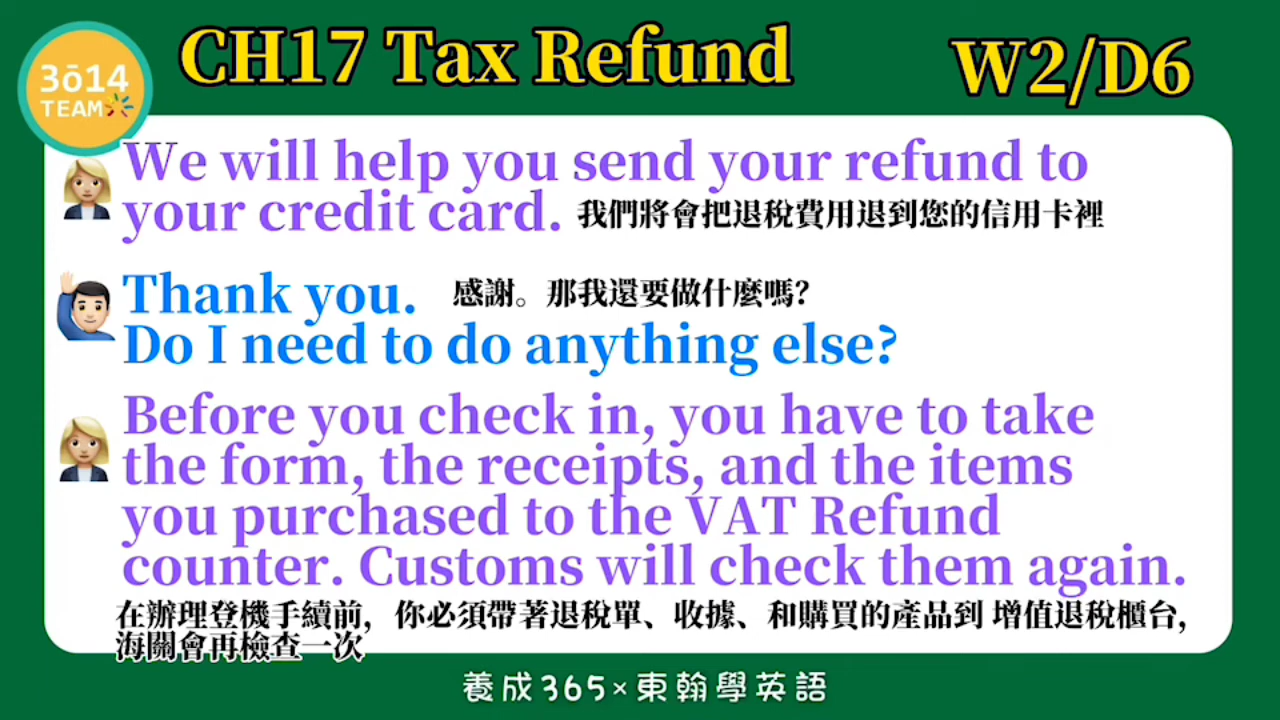 3ō14
TEAM
CH17 Tax Refund
W2/D6
We will help you send your refund to
your credit card. 我們將會把退稅費用退到您的信用卡裡
Thank you. 感謝。那我還要做什麼嗎?
Do I need to do anything else?
Before you check in, you have to take
the form, the receipts, and the items
you purchased to the VAT Refund
counter. Customs will check them again.
在辦理登機手續前，你必須帶著退稅單、收據、和購買的產品到 增值退稅櫃台，
海關會再檢查一次
養成365×東翰學英語